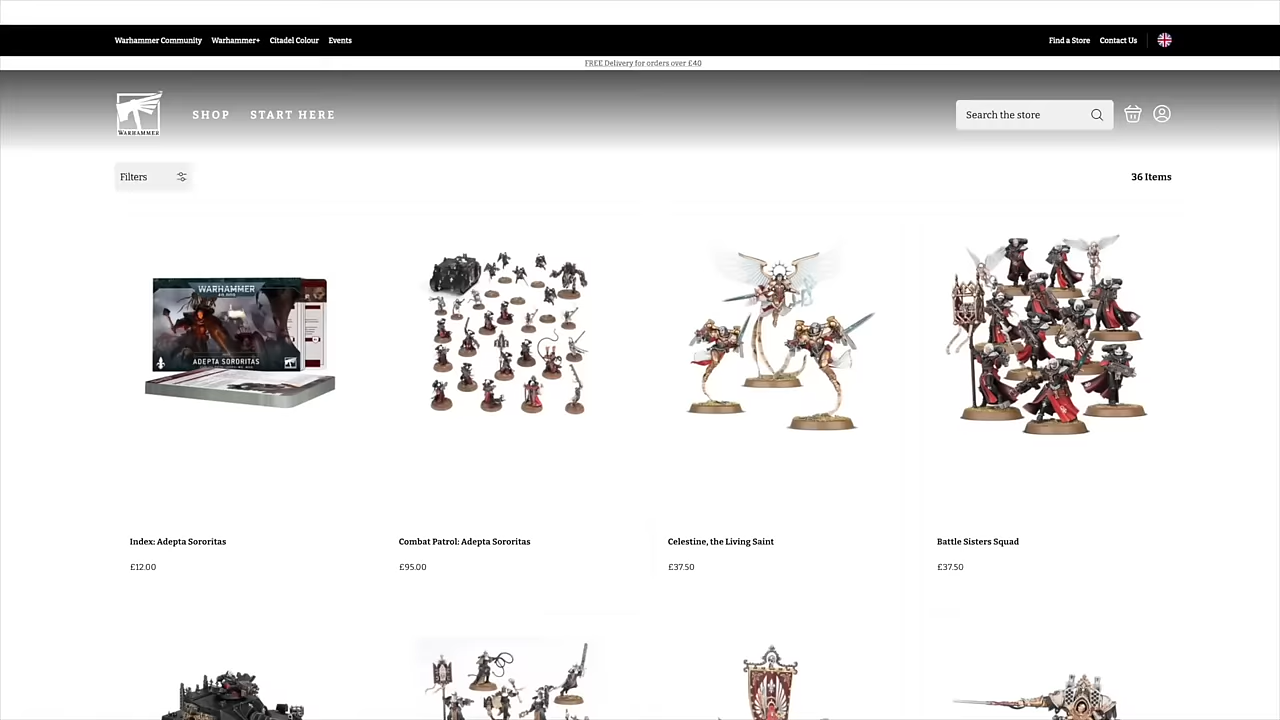 Warhammer Community Warhammer+ Citadel Colour Events Find a Store Contact Us
FREE Delivery for orders over £40
WARHAMMER SHOP START HERE Search the store
Filters 36 Items
WARHAMMER
ADEPTA SORORITAS
Index: Adepta Sororitas Combat Patrol: Adepta Sororitas Celestine, the Living Saint Battle Sisters Squad
£12.00 £95.00 £37.50 £37.50